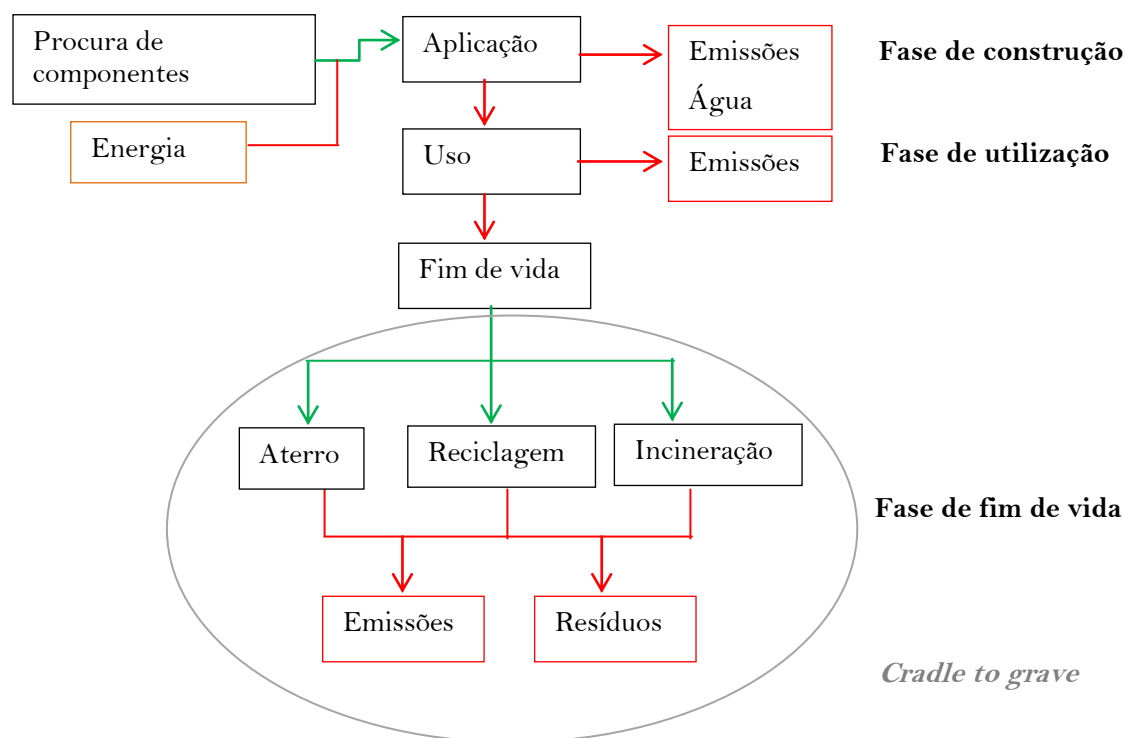 Procura de
componentes
Aplicação
Emissões
Água
Fase de construção
Energia
Uso
Emissões
Fase de utilização
Fim de vida
Aterro
Reciclagem
Incineração
Fase de fim de vida
Emissões
Resíduos
Cradle to grave